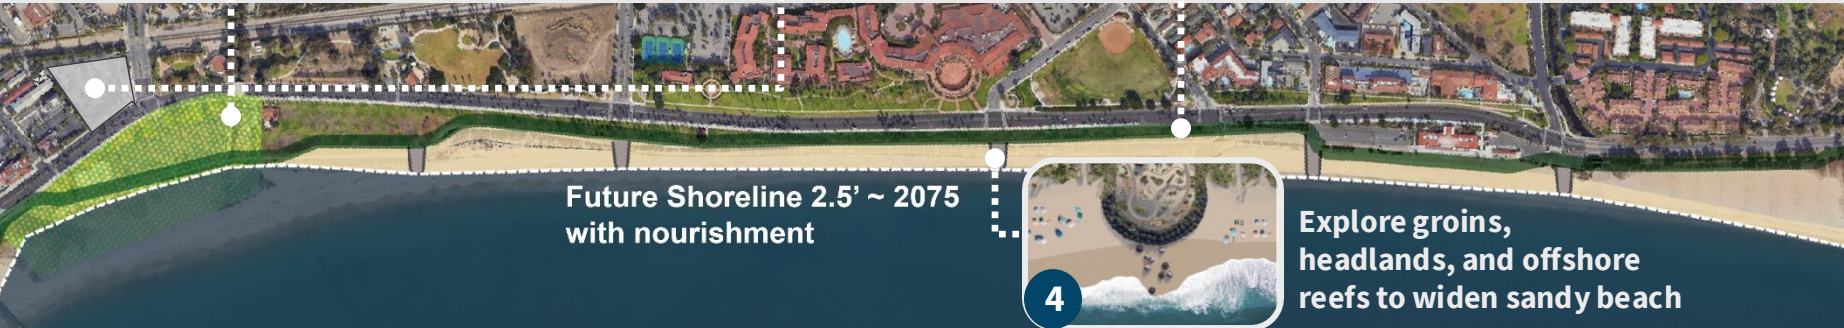 Future Shoreline 2.5’ ~ 2075
with nourishment
4
Explore groins,
headlands, and offshore
reefs to widen sandy beach